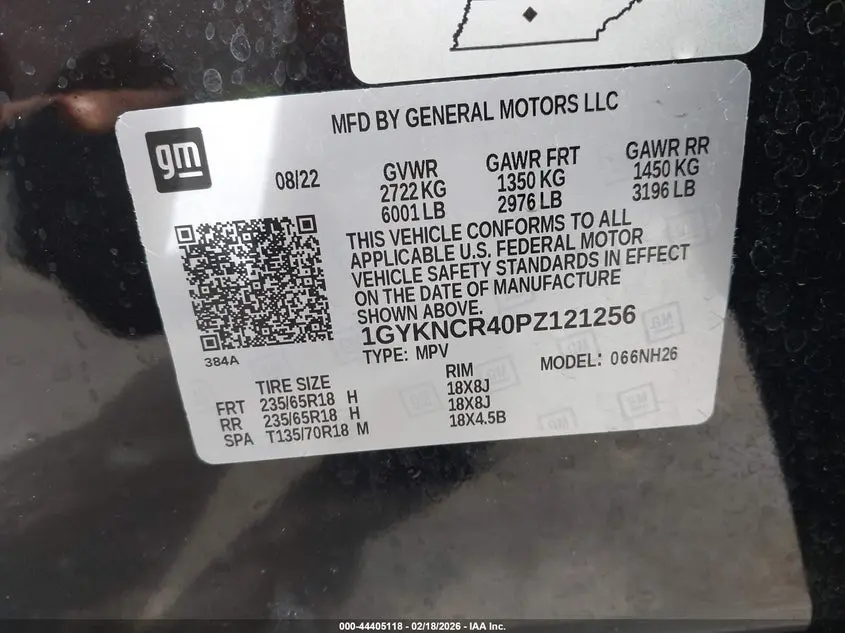 MFD BY GENERAL MOTORS LLC
gm
08/22
GVWR
2722 KG
6001 LB
GAWR FRT
1350 KG
2976 LB
GAWR RR
1450 KG
3196 LB
THIS VEHICLE CONFORMS TO ALL
APPLICABLE U.S. FEDERAL MOTOR
VEHICLE SAFETY STANDARDS IN EFFECT
ON THE DATE OF MANUFACTURE
SHOWN ABOVE.
1GYKNCR40PZ121256
384A
TYPE: MPV
MODEL: 066NH26
TIRE SIZE RIM
FRT 235/65R18 H 18X8J
RR 235/65R18 H 18X8J
SPA T135/70R18 M 18X4.5B
000-44405118 - 02/18/2026 - IAA Inc.